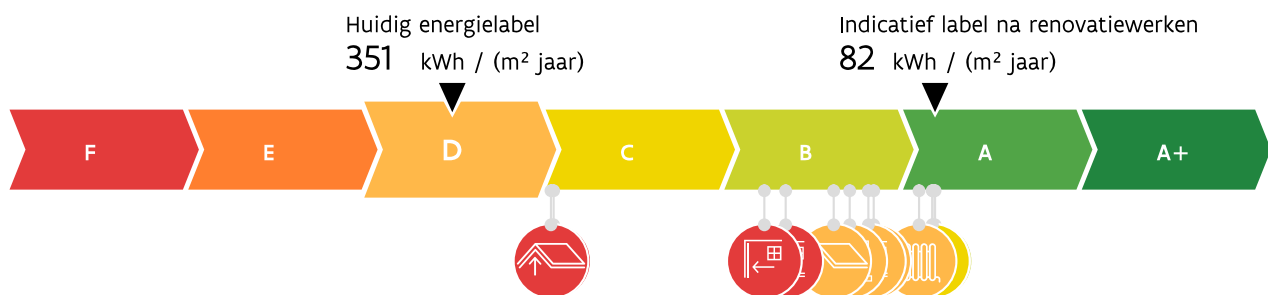 Huidig energielabel
351 kWh / (m² jaar)
Indicatief label na renovatiewerken
82 kWh / (m² jaar)
F E D C B A A+